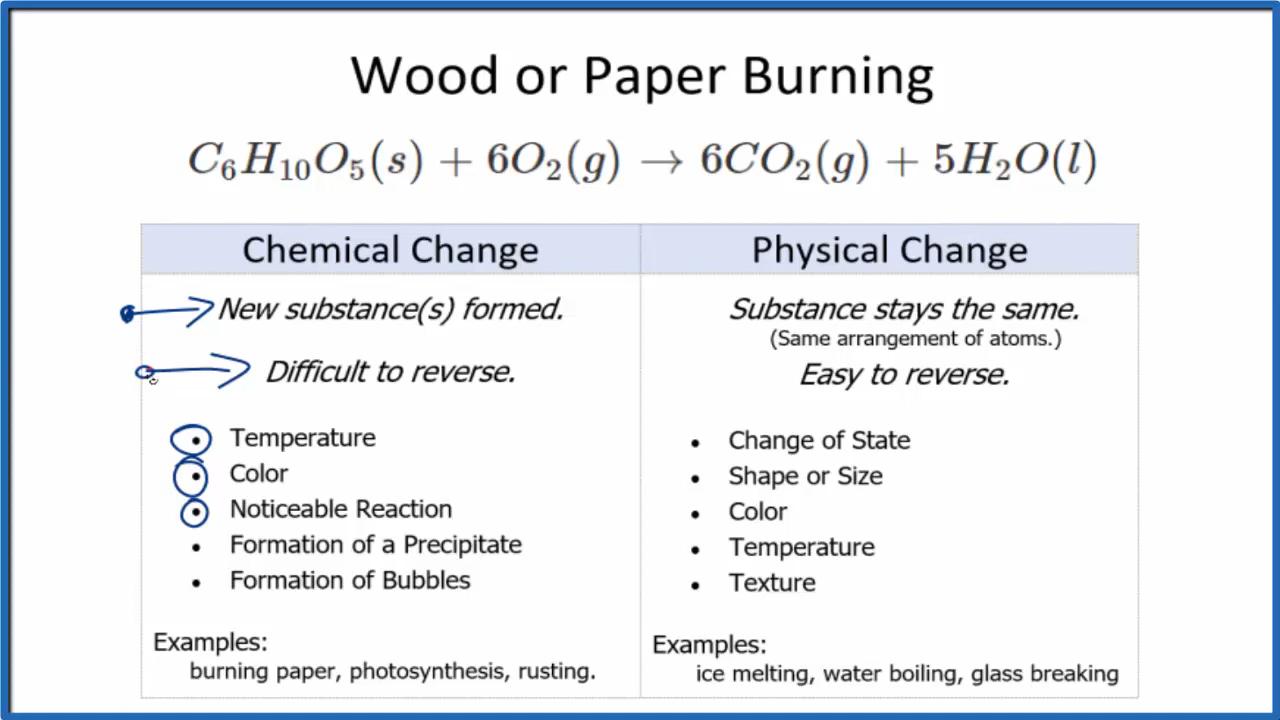 Wood or Paper Burning
C₆H₁₀O₅(s) + 6O₂(g) → 6CO₂(g) + 5H₂O(l)
Chemical Change
New substance(s) formed.
Difficult to reverse.
• Temperature
• Color
• Noticeable Reaction
• Formation of a Precipitate
• Formation of Bubbles
Examples:
burning paper, photosynthesis, rusting.
Physical Change
Substance stays the same.
(Same arrangement of atoms.)
Easy to reverse.
• Change of State
• Shape or Size
• Color
• Temperature
• Texture
Examples:
ice melting, water boiling, glass breaking